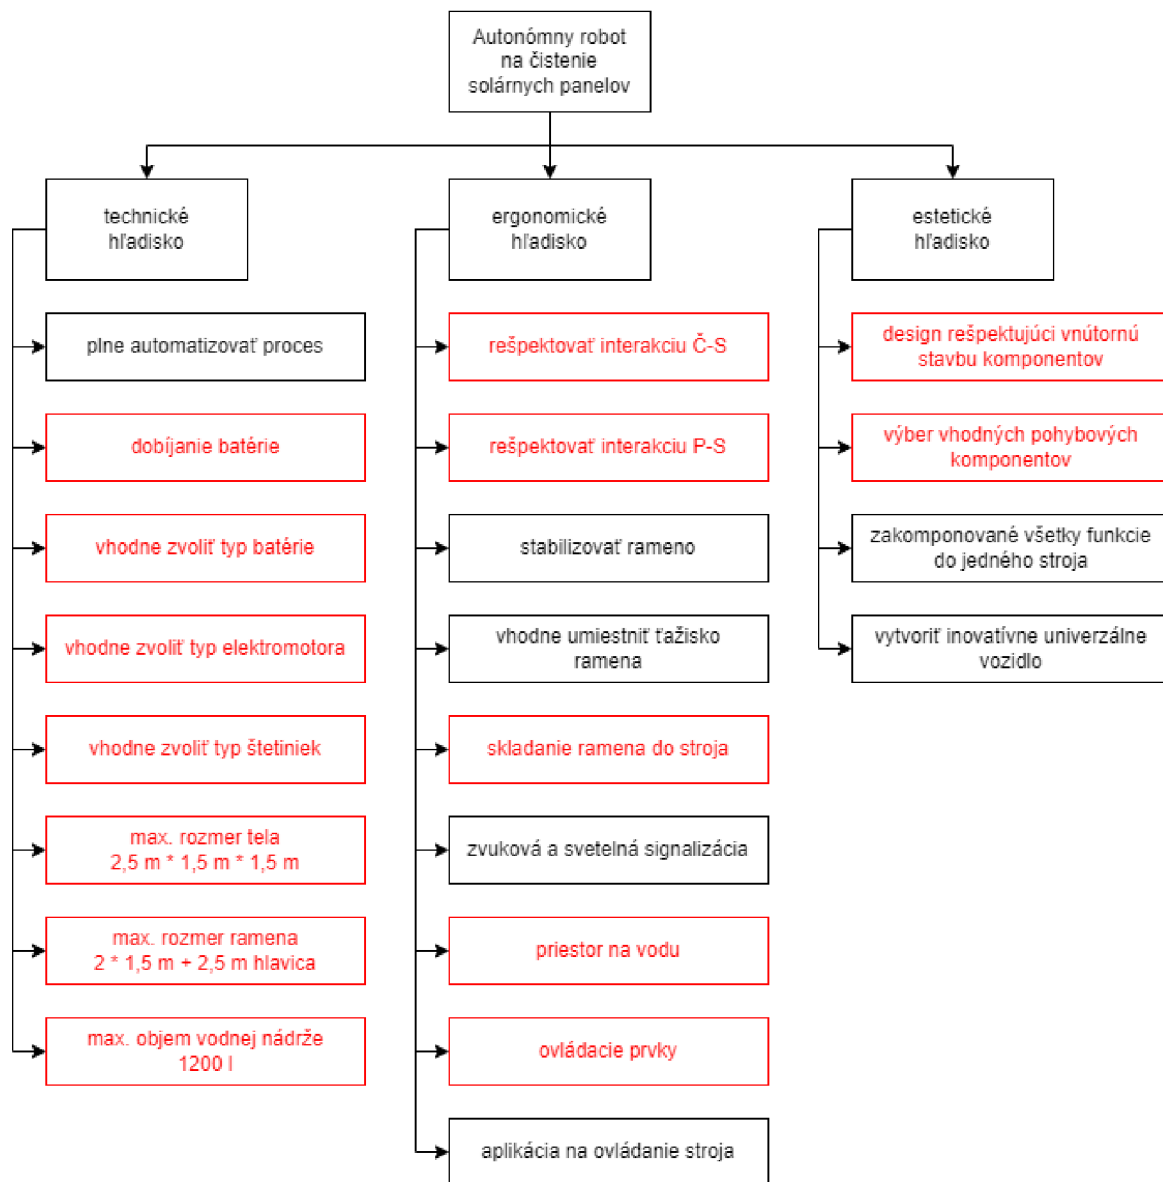 Autonómny robot
na čistenie
solárnych panelov
technické
hľadisko
plne automatizovať proces
dobíjanie batérie
vhodne zvoliť typ batérie
vhodne zvoliť typ elektromotora
vhodne zvoliť typ štetiniek
max. rozmer tela
2,5 m * 1,5 m * 1,5 m
max. rozmer ramena
2 * 1,5 m + 2,5 m hlavica
max. objem vodnej nádrže
1200 l
ergonomické
hľadisko
rešpektovať interakciu Č-S
rešpektovať interakciu P-S
stabilizovať rameno
vhodne umiestniť ťažisko
ramena
skladanie ramena do stroja
zvuková a svetelná signalizácia
priestor na vodu
ovládacie prvky
aplikácia na ovládanie stroja
estetické
hľadisko
design rešpektujúci vnútornú
stavbu komponentov
výber vhodných pohybových
komponentov
zakomponované všetky funkcie
do jedného stroja
vytvoriť inovatívne univerzálne
vozidlo